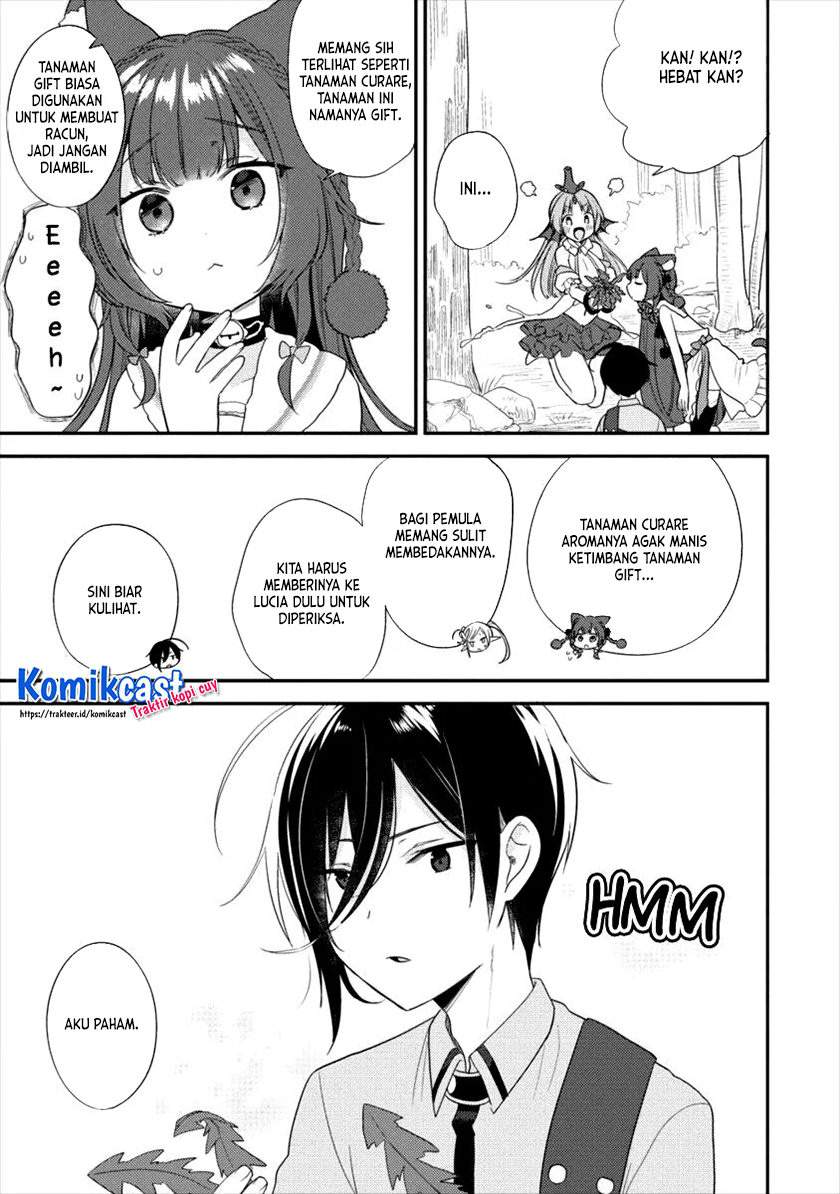 KAN! KAN!?
HEBAT KAN?
INI...
MEMANG SIH
TERLIHAT SEPERTI
TANAMAN CURARE,
TANAMAN INI
NAMANYA GIFT.
TANAMAN
GIFT BIASA
DIGUNAKAN
UNTUK MEMBUAT
RACUN,
JADI JANGAN
DIAMBIL.
Eeeeeh~
TANAMAN CURARE
AROMANYA AGAK MANIS
KETIMBANG TANAMAN
GIFT...
BAGI PEMULA
MEMANG SULIT
MEMBEDAKANNYA.
KITA HARUS
MEMBERINYA KE
LUCIA DULU UNTUK
DIPERIKSA.
SINI BIAR
KULIHAT.
Komikcast
https://trakteer.id/komikcast
Traktir kopi cuy
HMM
AKU PAHAM.